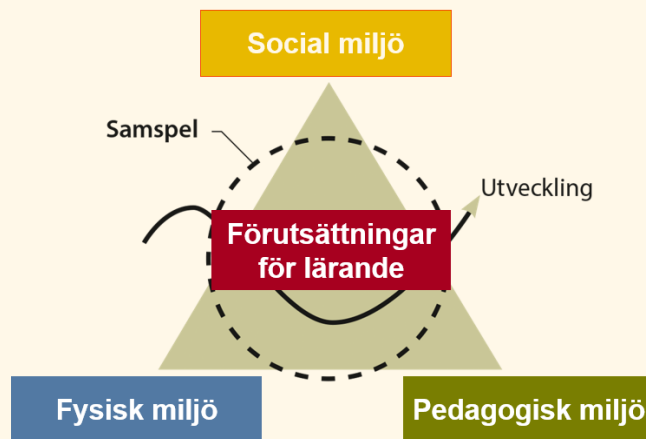 Social miljö
Samspel
Utveckling
Förutsättningar
för lärande
Fysisk miljö
Pedagogisk miljö